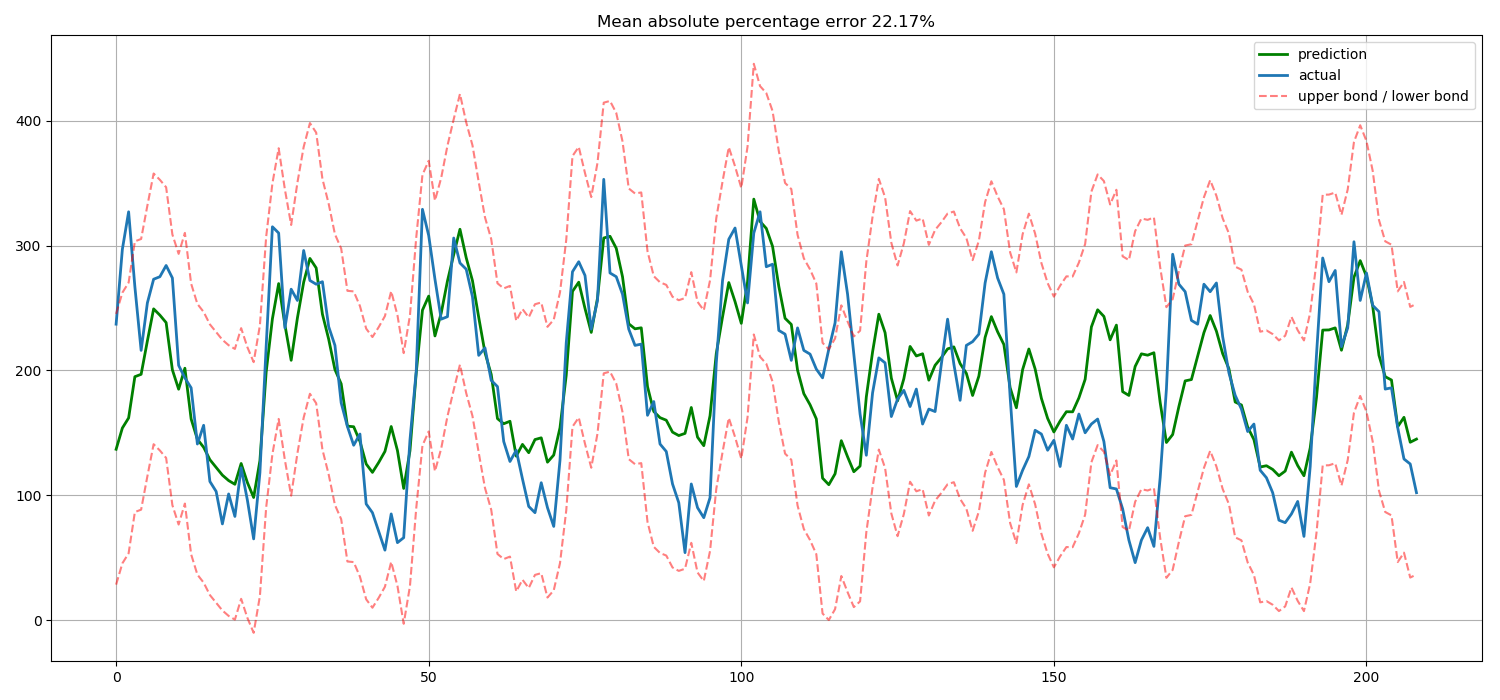 Mean absolute percentage error 22.17%
prediction
actual
upper bond / lower bond
400
300
200
100
0
0 50 100 150 200